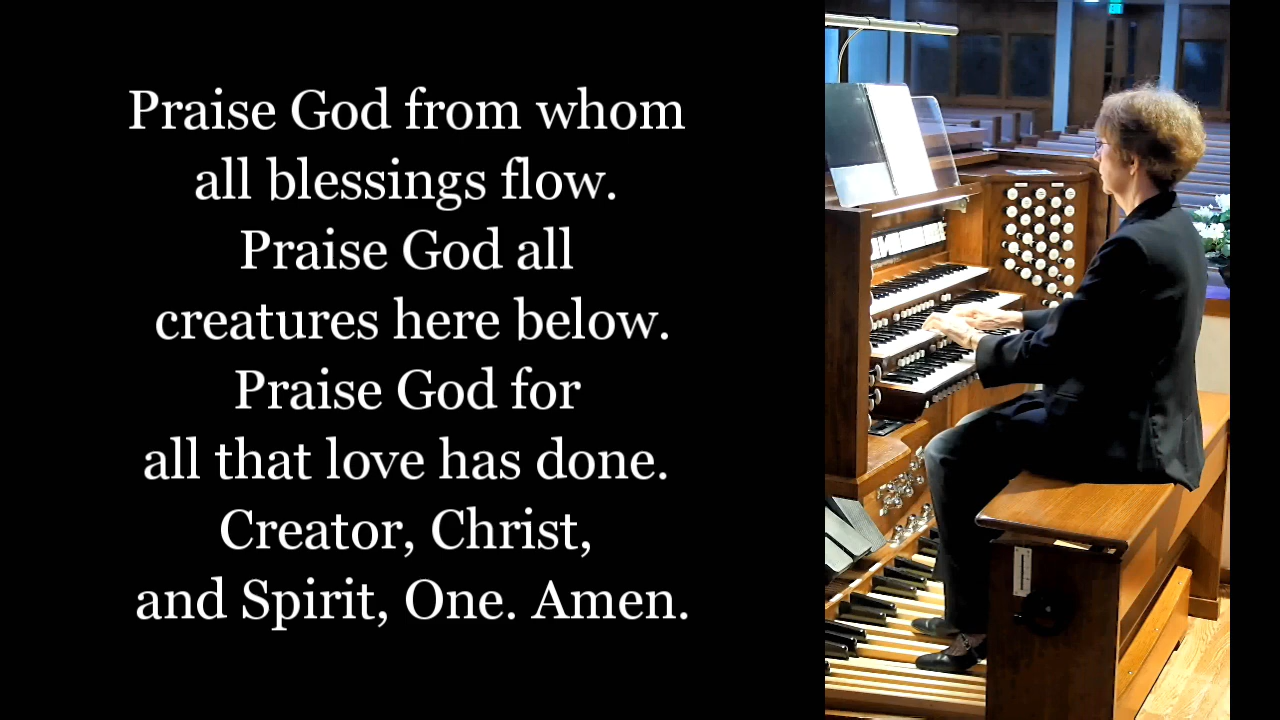 Praise God from whom
all blessings flow.
Praise God all
creatures here below.
Praise God for
all that love has done.
Creator, Christ,
and Spirit, One. Amen.